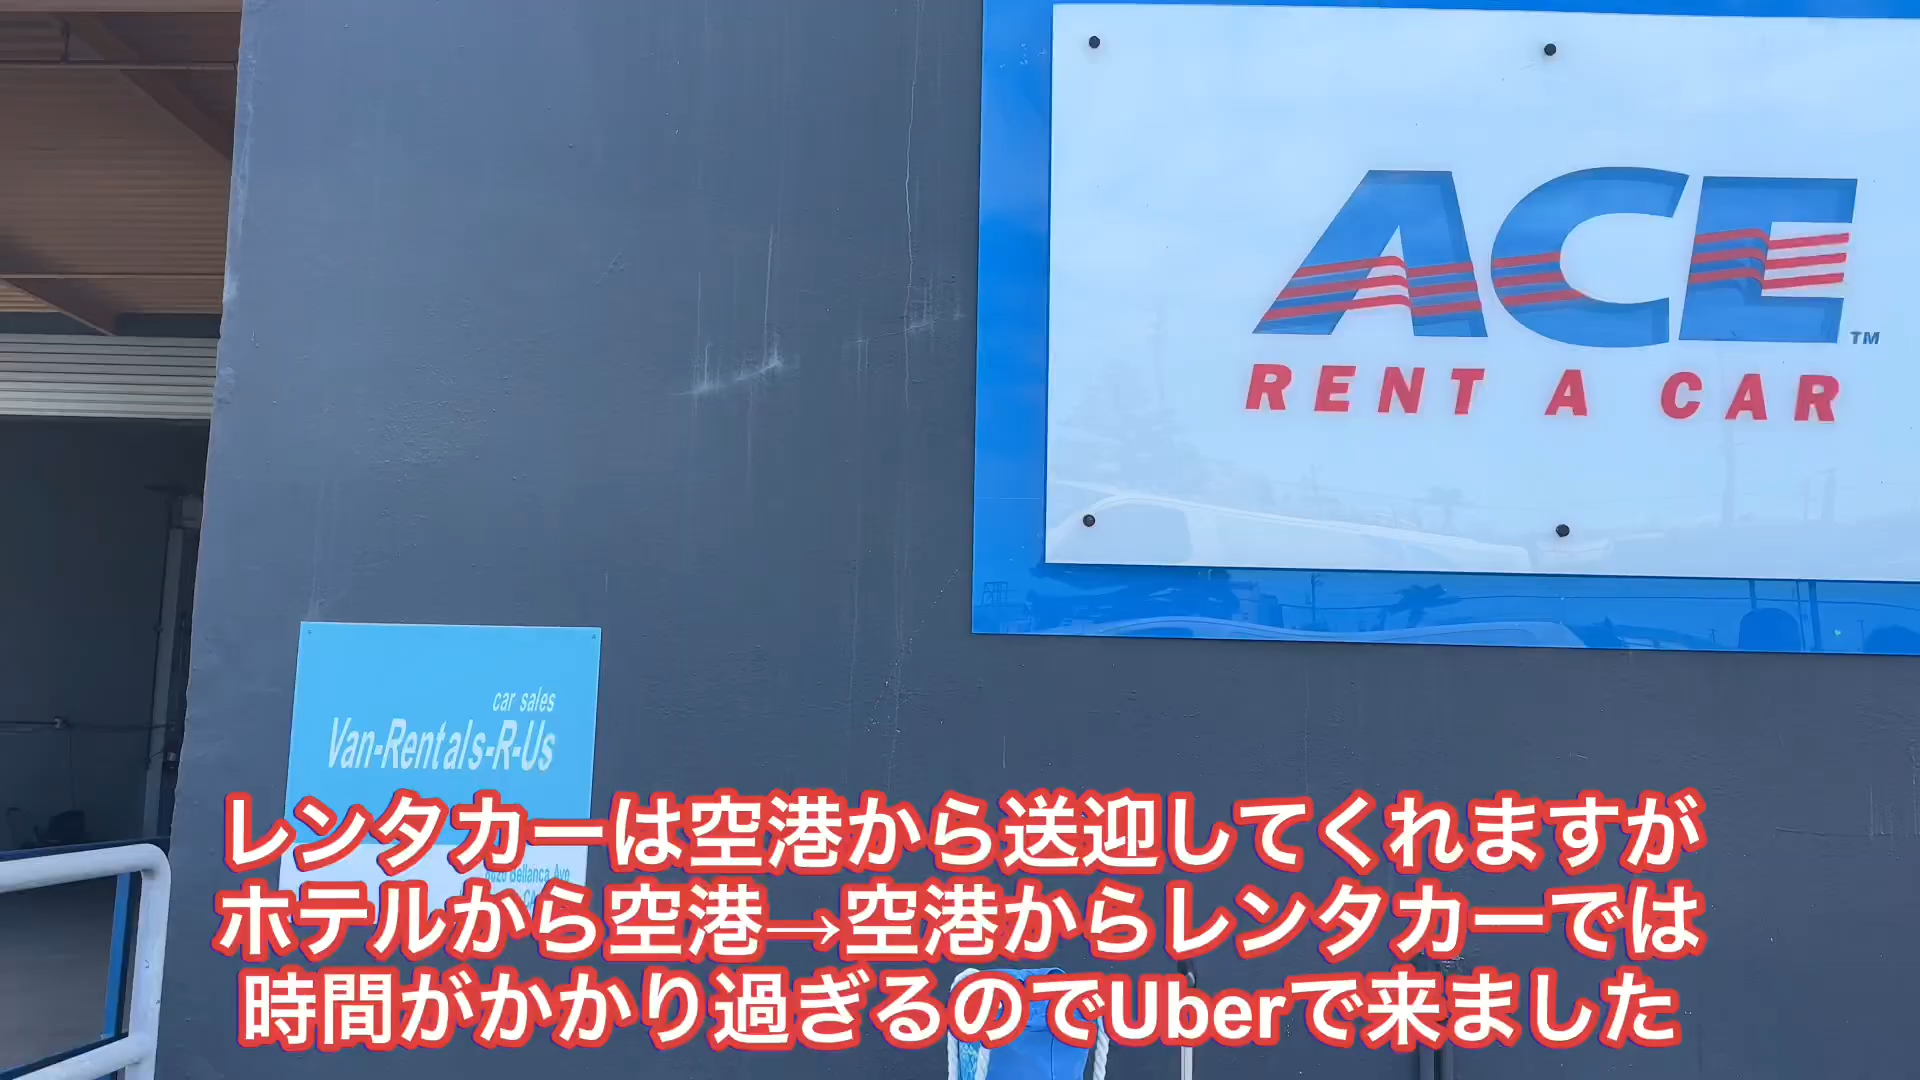 ACE
™
RENT A CAR
car sales
Van-Rentals-R-Us
Bellanca Ave
レンタカーは空港から送迎してくれますが
ホテルから空港→空港からレンタカーでは
時間がかかり過ぎるのでUberで来ました